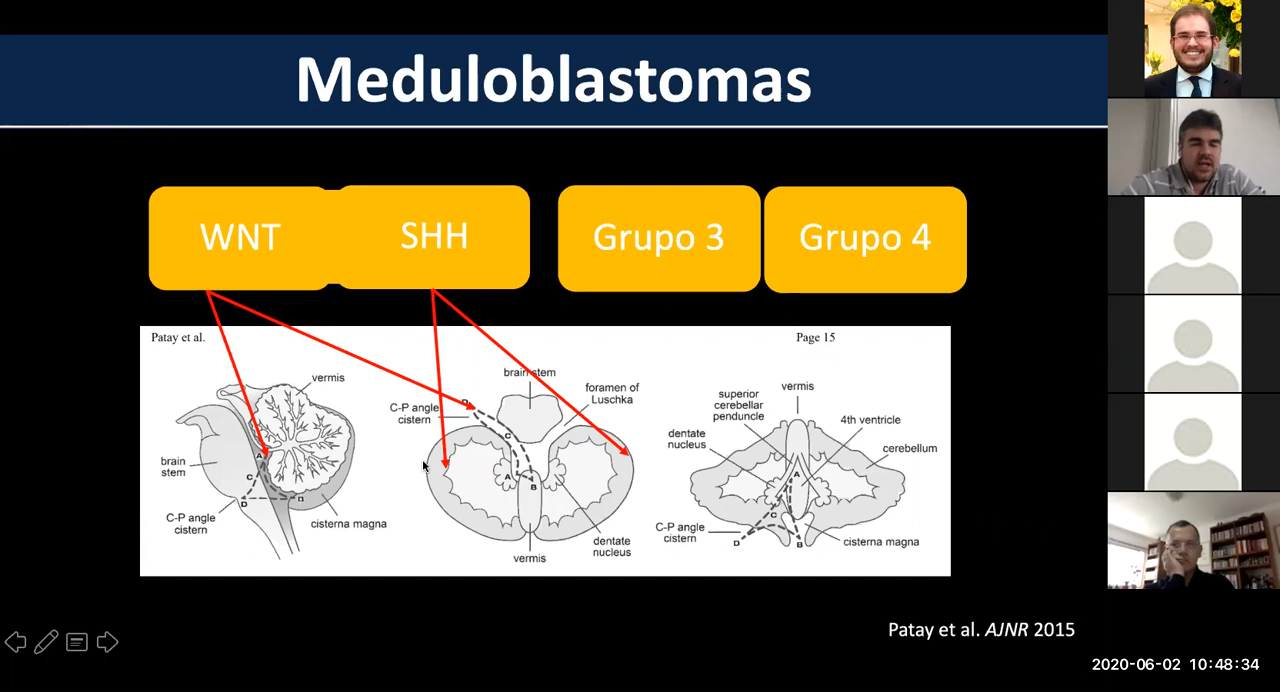 Meduloblastomas
WNT
SHH
Grupo 3
Grupo 4
Patay et al.
Page 15
vermis
brain
stem
A
C
D
B
C-P angle
cistern
cisterna magna
brain stem
foramen of
Luschka
C-P angle
cistern
D
C
A
B
vermis
dentate
nucleus
vermis
superior
cerebellar
penduncle
4th ventricle
dentate
nucleus
cerebellum
A
C
C-P angle
cistern
D
B
cisterna magna
Patay et al. AJNR 2015
2020-06-02 10:48:34